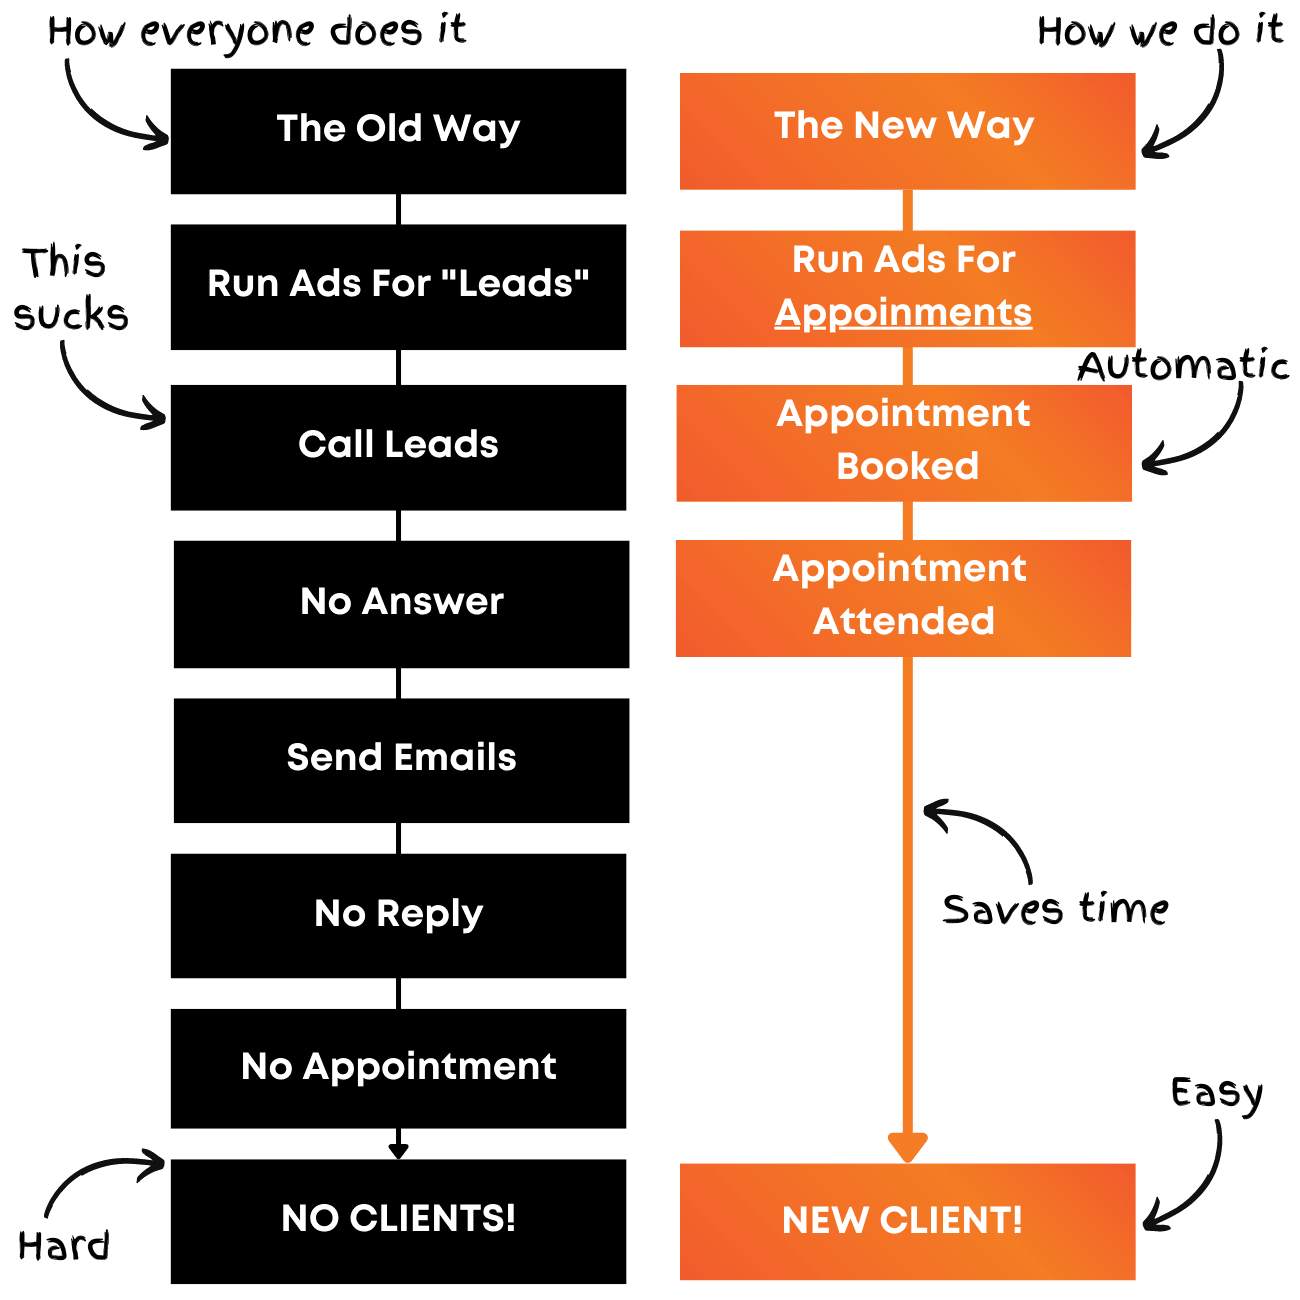 How everyone does it
The Old Way
Run Ads For "Leads"
This
sucks
Call Leads
No Answer
Send Emails
No Reply
No Appointment
Hard
NO CLIENTS!
How we do it
The New Way
Run Ads For
Appoinments
Automatic
Appointment
Booked
Appointment
Attended
Saves time
Easy
NEW CLIENT!